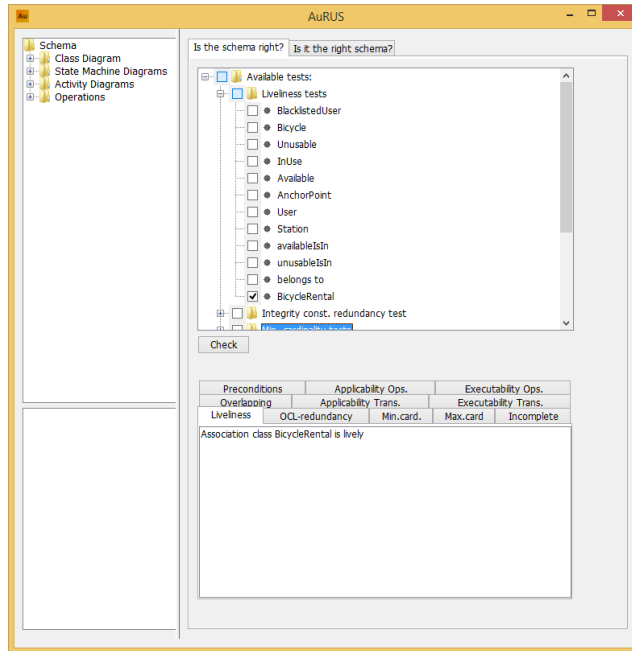 Au
AuRUS
Schema
Class Diagram
State Machine Diagrams
Activity Diagrams
Operations
Is the schema right?
Is it the right schema?
Available tests:
Liveliness tests
BlacklistedUser
Bicycle
Unusable
InUse
Available
AnchorPoint
User
Station
availableIsIn
unusableIsIn
belongs to
BicycleRental
Integrity const. redundancy test
Min. cardinality tests
Check
Preconditions
Applicability Ops.
Executability Ops.
Overlapping
Applicability Trans.
Executability Trans.
Liveliness
OCL-redundancy
Min.card.
Max.card
Incomplete
Association class BicycleRental is lively